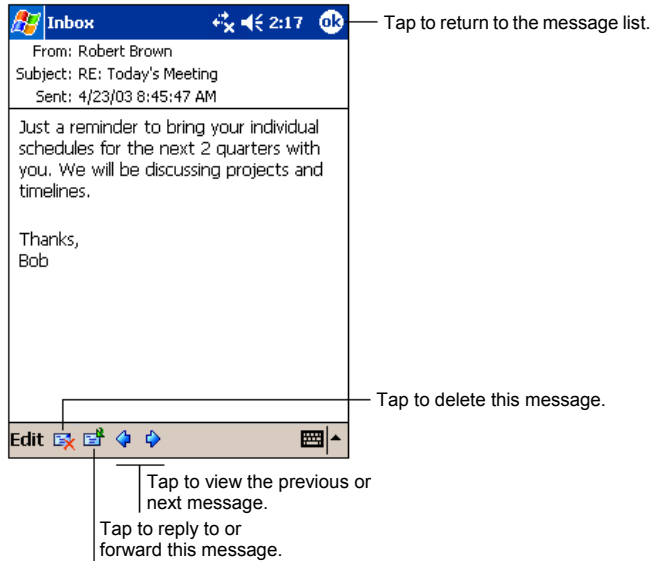 Inbox 2:17 ok
Tap to return to the message list.
From: Robert Brown
Subject: RE: Today's Meeting
Sent: 4/23/03 8:45:47 AM
Just a reminder to bring your individual
schedules for the next 2 quarters with
you. We will be discussing projects and
timelines.
Thanks,
Bob
Tap to delete this message.
Edit
Tap to view the previous or
next message.
Tap to reply to or
forward this message.